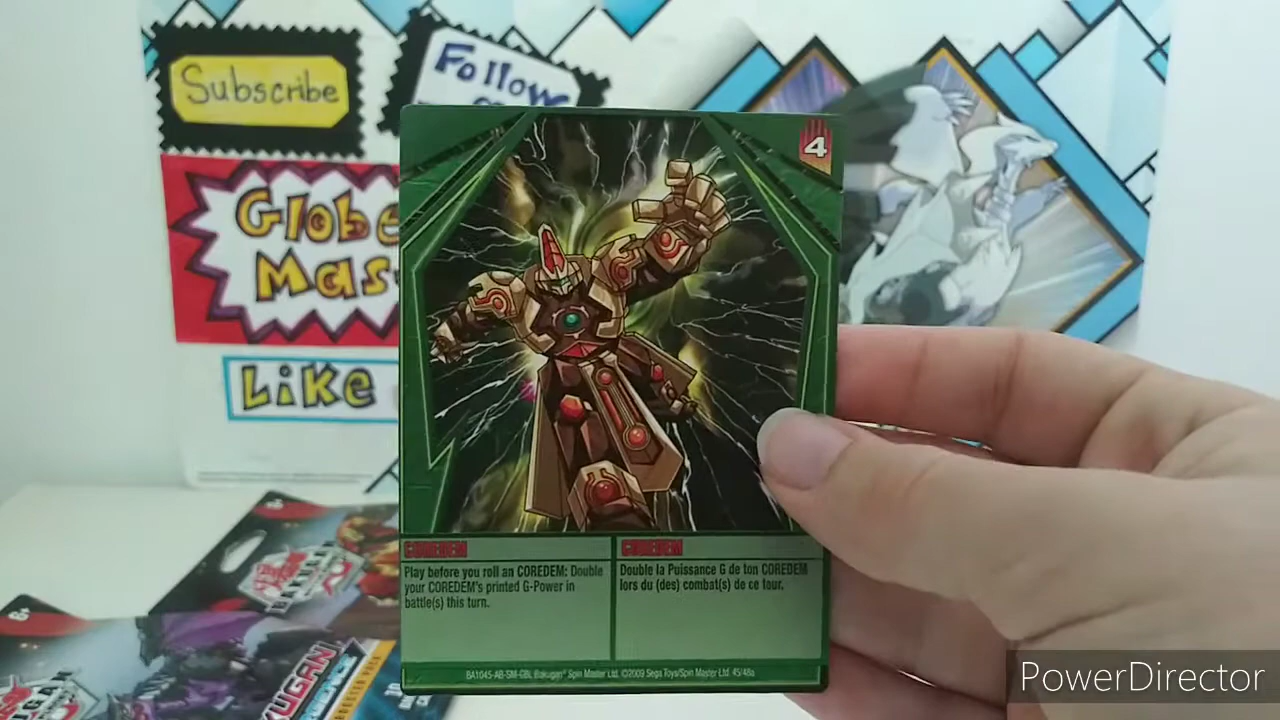 Subscribe
Follow
Globe
Mas
LiKe
4
COREDEM
Play before you roll an COREDEM: Double
your COREDEM's printed G-Power in
battle(s) this turn.
COREDEM
Double la Puissance G de ton COREDEM
lors du (des) combat(s) de ce tour.
BA1045-AB-SM-GBL Bakugan® Spin Master Ltd. ©2009 Sega Toys/Spin Master Ltd. 45/48a
6+
BAKUGAN
PowerDirector